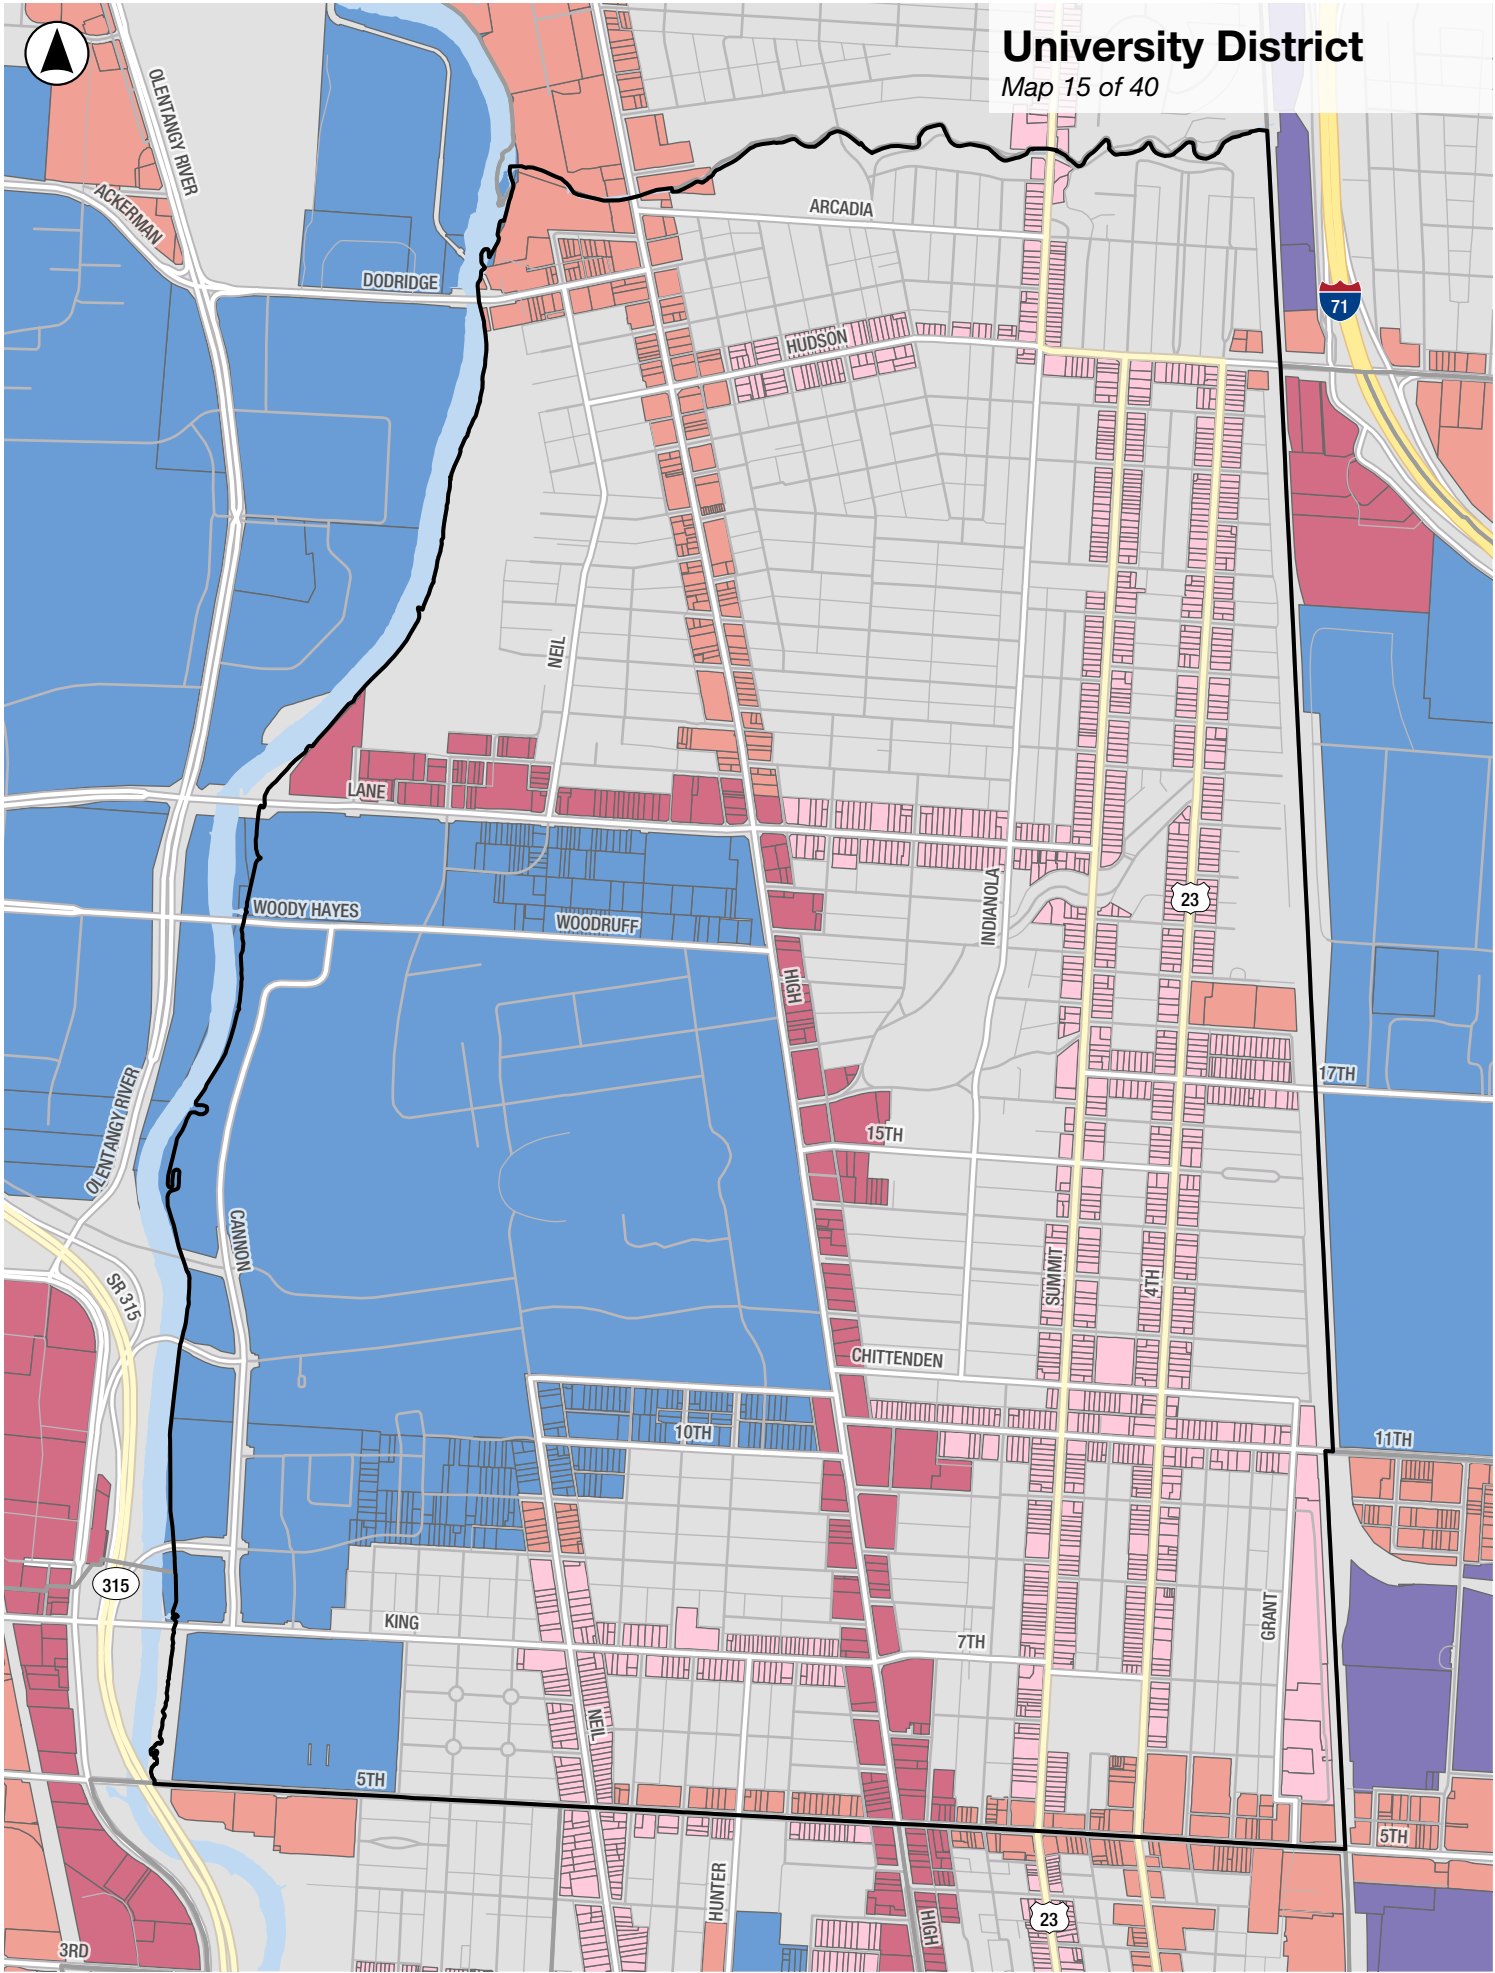 University District
Map 15 of 40
OLENTANGY RIVER
ACKERMAN
ARCADIA
DODRIDGE
71
HUDSON
NEIL
LANE
INDIANOLA
23
WOODY HAYES
WOODRUFF
HIGH
17TH
OLENTANGY RIVER
15TH
CANNON
SR 315
SUMMIT
4TH
CHITTENDEN
10TH
11TH
315
KING
GRANT
7TH
NEIL
5TH
5TH
HUNTER
HIGH
23
3RD